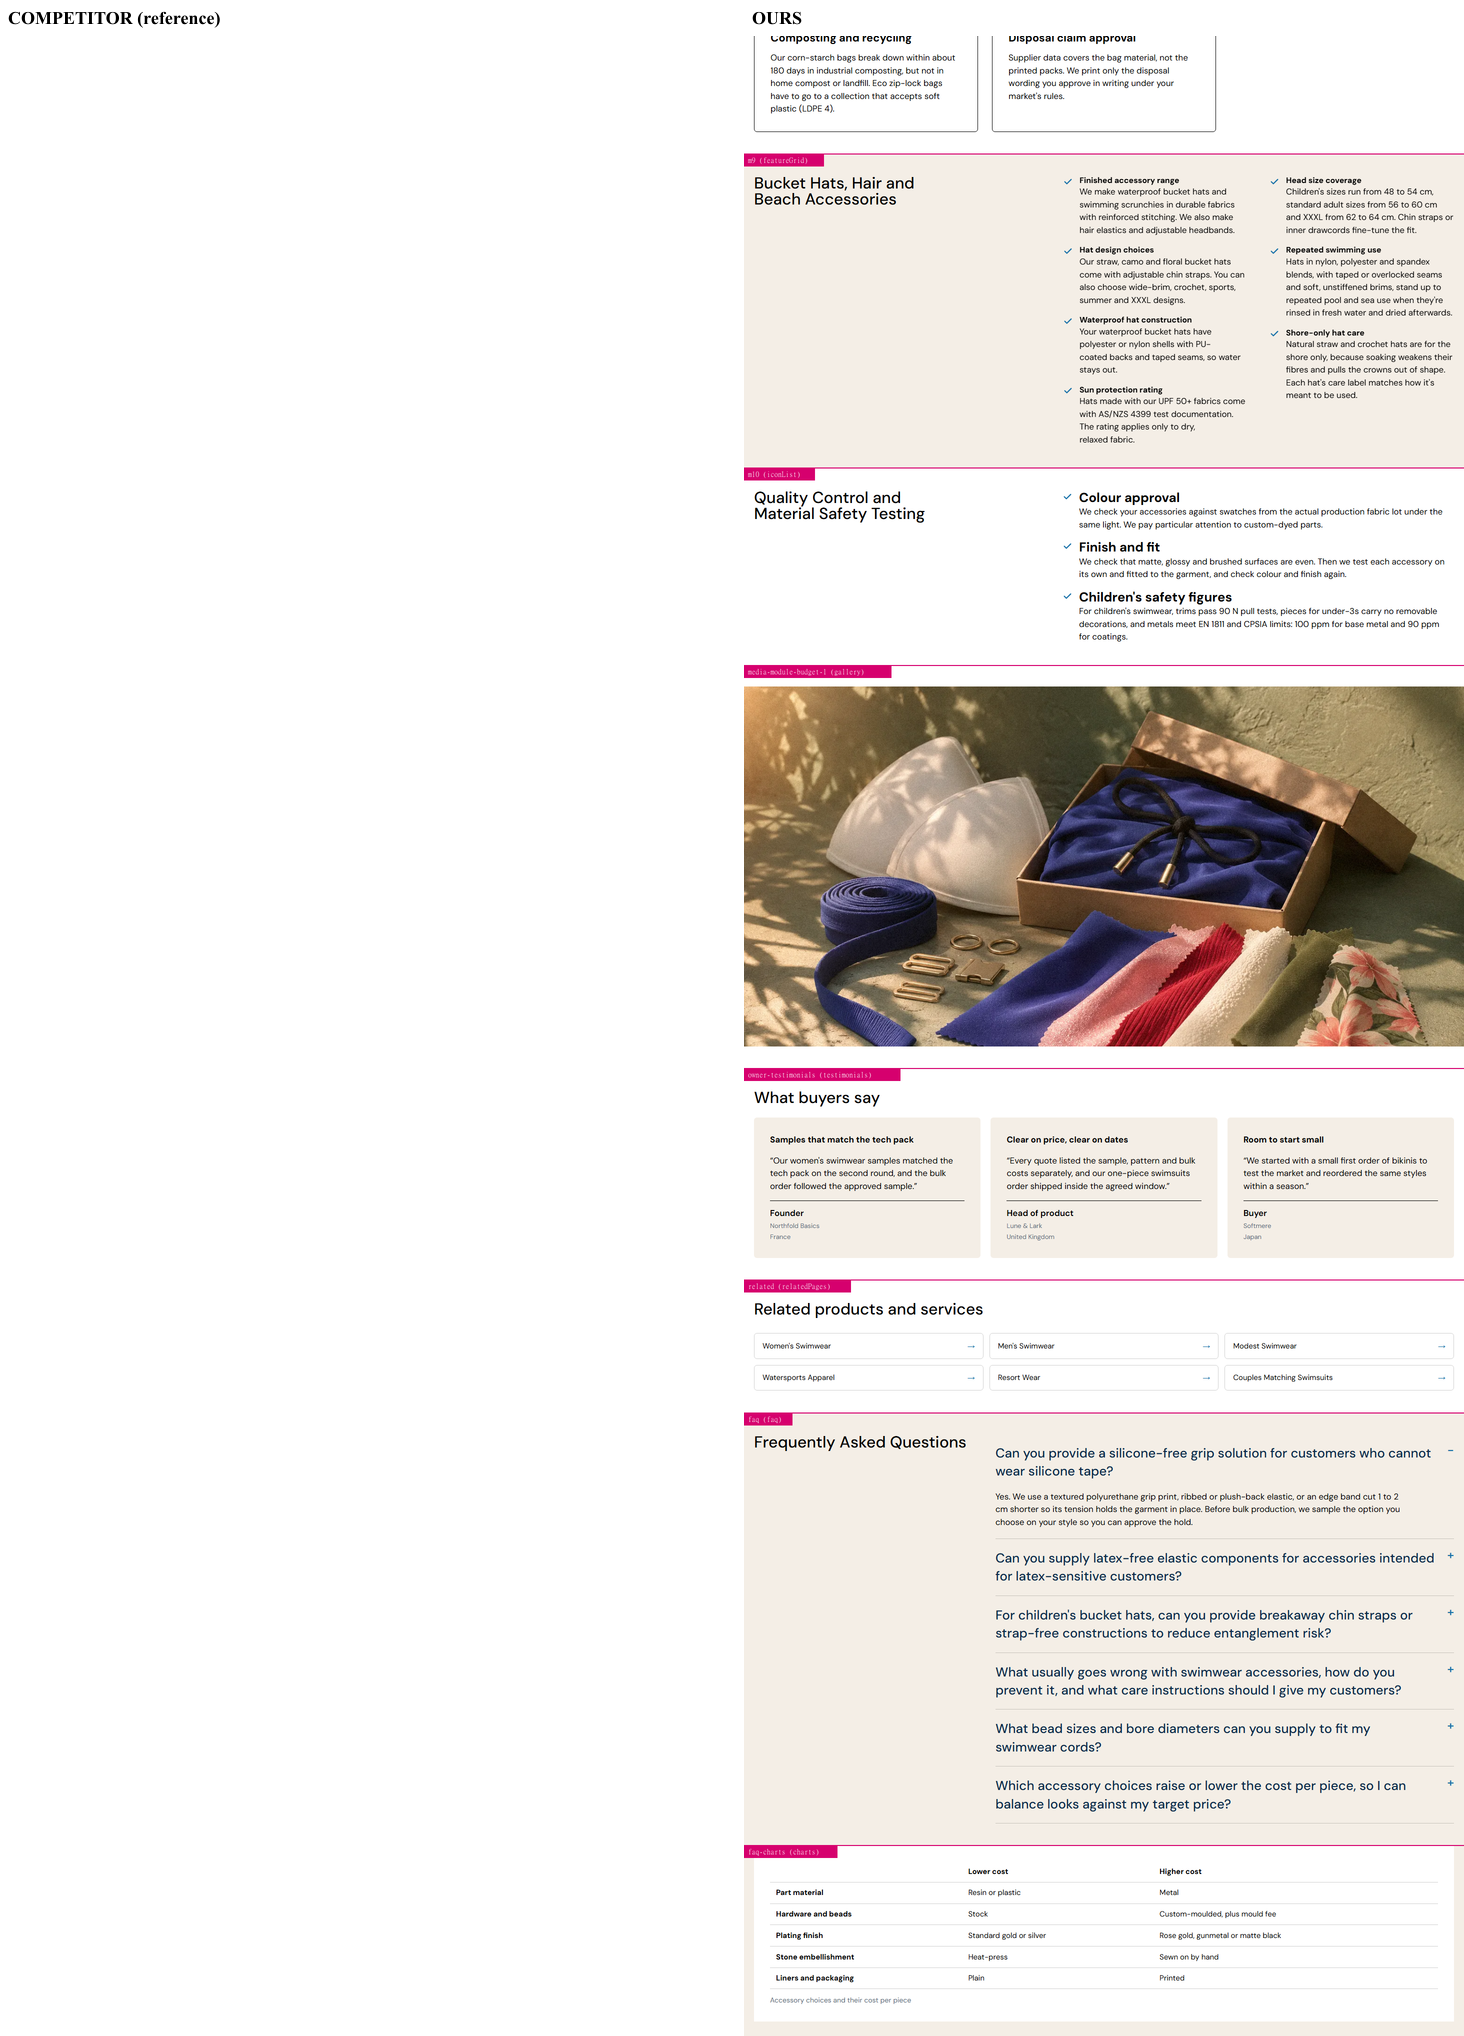 COMPETITOR (reference)
OURS
Composting and recycling
Our corn-starch bags break down within about
180 days in industrial composting, but not in
home compost or landfill. Eco zip-lock bags
have to go to a collection that accepts soft
plastic (LDPE 4).
Disposal claim approval
Supplier data covers the bag material, not the
printed packs. We print only the disposal
wording you approve in writing under your
market's rules.
m9 (featureGrid)
Bucket Hats, Hair and
Beach Accessories
Finished accessory range
We make waterproof bucket hats and
swimming scrunchies in durable fabrics
with reinforced stitching. We also make
hair elastics and adjustable headbands.
Hat design choices
Our straw, camo and floral bucket hats
come with adjustable chin straps. You can
also choose wide-brim, crochet, sports,
summer and XXXL designs.
Waterproof hat construction
Your waterproof bucket hats have
polyester or nylon shells with PU-
coated backs and taped seams, so water
stays out.
Sun protection rating
Hats made with our UPF 50+ fabrics come
with AS/NZS 4399 test documentation.
The rating applies only to dry,
relaxed fabric.
Head size coverage
Children's sizes run from 48 to 54 cm,
standard adult sizes from 56 to 60 cm
and XXXL from 62 to 64 cm. Chin straps or
inner drawcords fine-tune the fit.
Repeated swimming use
Hats in nylon, polyester and spandex
blends, with taped or overlocked seams
and soft, unstiffened brims, stand up to
repeated pool and sea use when they're
rinsed in fresh water and dried afterwards.
Shore-only hat care
Natural straw and crochet hats are for the
shore only, because soaking weakens their
fibres and pulls the crowns out of shape.
Each hat's care label matches how it's
meant to be used.
m10 (iconList)
Quality Control and
Material Safety Testing
Colour approval
We check your accessories against swatches from the actual production fabric lot under the
same light. We pay particular attention to custom-dyed parts.
Finish and fit
We check that matte, glossy and brushed surfaces are even. Then we test each accessory on
its own and fitted to the garment, and check colour and finish again.
Children's safety figures
For children's swimwear, trims pass 90 N pull tests, pieces for under-3s carry no removable
decorations, and metals meet EN 1811 and CPSIA limits: 100 ppm for base metal and 90 ppm
for coatings.
media-module-budget-1 (gallery)
owner-testimonials (testimonials)
What buyers say
Samples that match the tech pack
"Our women's swimwear samples matched the
tech pack on the second round, and the bulk
order followed the approved sample."
Founder
Northfold Basics
France
Clear on price, clear on dates
"Every quote listed the sample, pattern and bulk
costs separately, and our one-piece swimsuits
order shipped inside the agreed window."
Head of product
Lune & Lark
United Kingdom
Room to start small
"We started with a small first order of bikinis to
test the market and reordered the same styles
within a season."
Buyer
Softmere
Japan
related (relatedPages)
Related products and services
Women's Swimwear →
Men's Swimwear →
Modest Swimwear →
Watersports Apparel →
Resort Wear →
Couples Matching Swimsuits →
faq (faq)
Frequently Asked Questions
Can you provide a silicone-free grip solution for customers who cannot −
wear silicone tape?
Yes. We use a textured polyurethane grip print, ribbed or plush-back elastic, or an edge band cut 1 to 2
cm shorter so its tension holds the garment in place. Before bulk production, we sample the option you
choose on your style so you can approve the hold.
Can you supply latex-free elastic components for accessories intended +
for latex-sensitive customers?
For children's bucket hats, can you provide breakaway chin straps or +
strap-free constructions to reduce entanglement risk?
What usually goes wrong with swimwear accessories, how do you +
prevent it, and what care instructions should I give my customers?
What bead sizes and bore diameters can you supply to fit my +
swimwear cords?
Which accessory choices raise or lower the cost per piece, so I can +
balance looks against my target price?
faq-charts (charts)
Lower cost Higher cost
Part material Resin or plastic Metal
Hardware and beads Stock Custom-moulded, plus mould fee
Plating finish Standard gold or silver Rose gold, gunmetal or matte black
Stone embellishment Heat-press Sewn on by hand
Liners and packaging Plain Printed
Accessory choices and their cost per piece